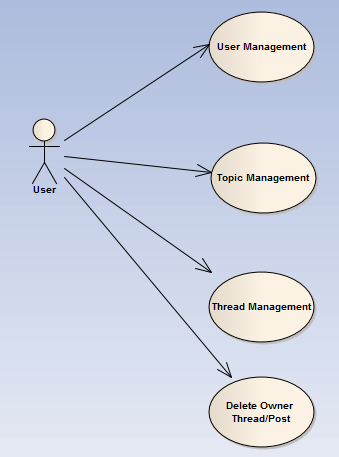 User Management
User
Topic Management
Thread Management
Delete Owner
Thread/Post